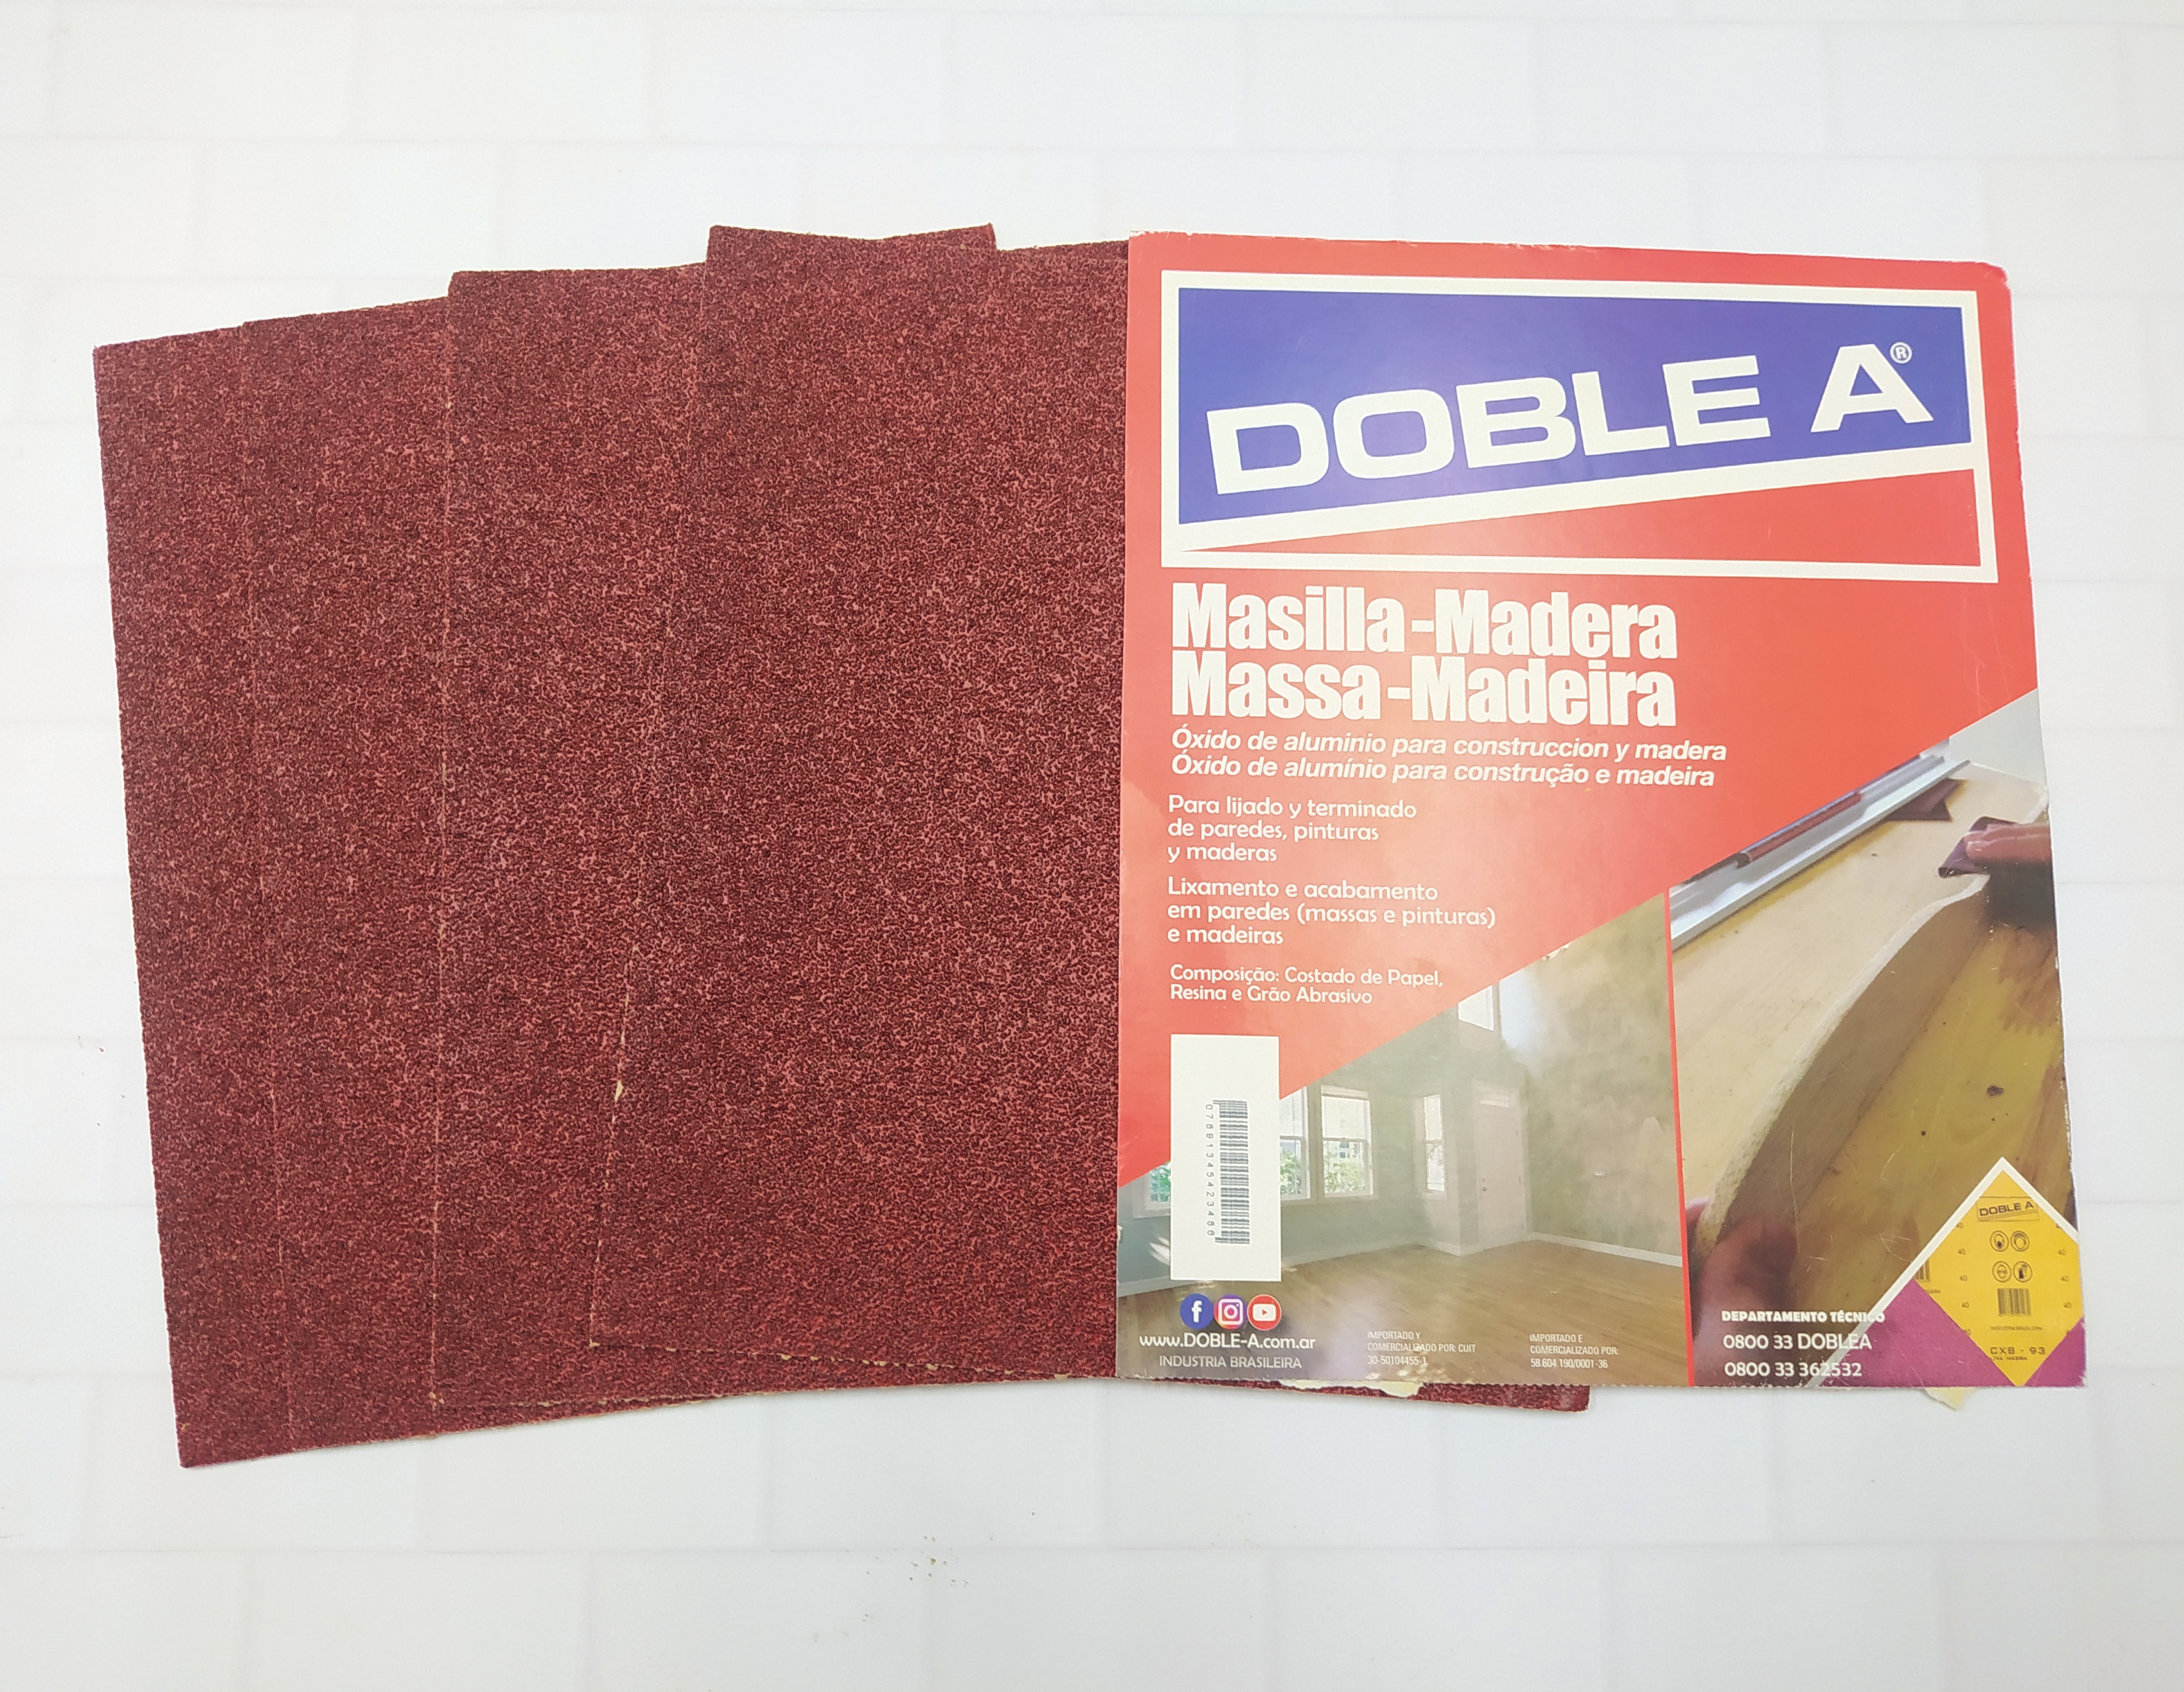 DOBLE A®
Masilla-Madera
Massa-Madeira
Óxido de aluminio para construccion y madera
Óxido de alumínio para construção e madeira
Para lijado y terminado
de paredes, pinturas
y maderas
Lixamento e acabamento
em paredes (massas e pinturas)
e madeiras
Composição: Costado de Papel,
Resina e Grão Abrasivo
www.DOBLE-A.com.ar
INDUSTRIA BRASILEIRA
IMPORTADO Y
COMERCIALIZADO POR: CUIT
30-50104455-1
IMPORTADO E
COMERCIALIZADO POR:
58.604.190/0001-36
DEPARTAMENTO TÉCNICO
0800 33 DOBLEA
0800 33 362532
DOBLE A
40
40
40
40
40
CXB - 93